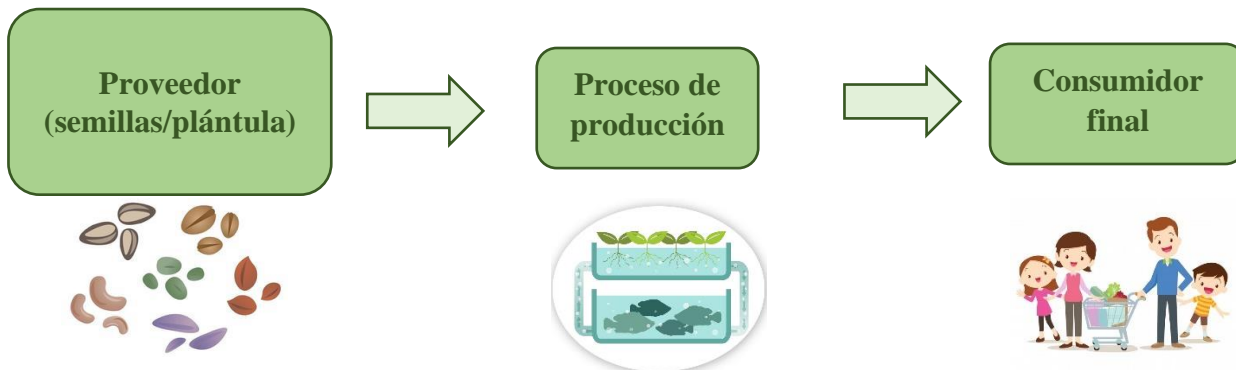 Proveedor
(semillas/plántula)
Proceso de
producción
Consumidor
final